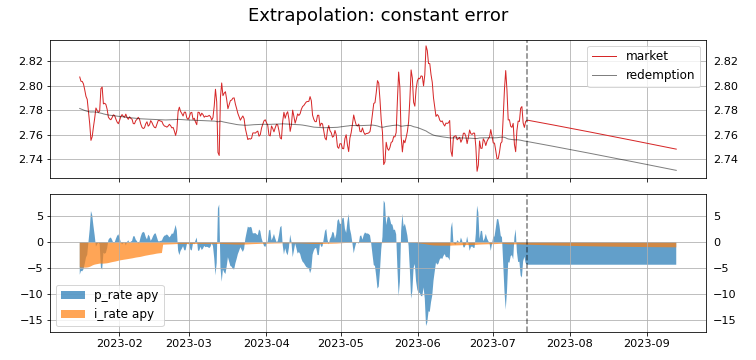 Extrapolation: constant error
2.82 2.82
2.80 2.80
2.78 2.78
2.76 2.76
2.74 2.74
market
redemption
5 5
0 0
−5 −5
−10 −10
−15 −15
p_rate apy
i_rate apy
2023-02 2023-03 2023-04 2023-05 2023-06 2023-07 2023-08 2023-09